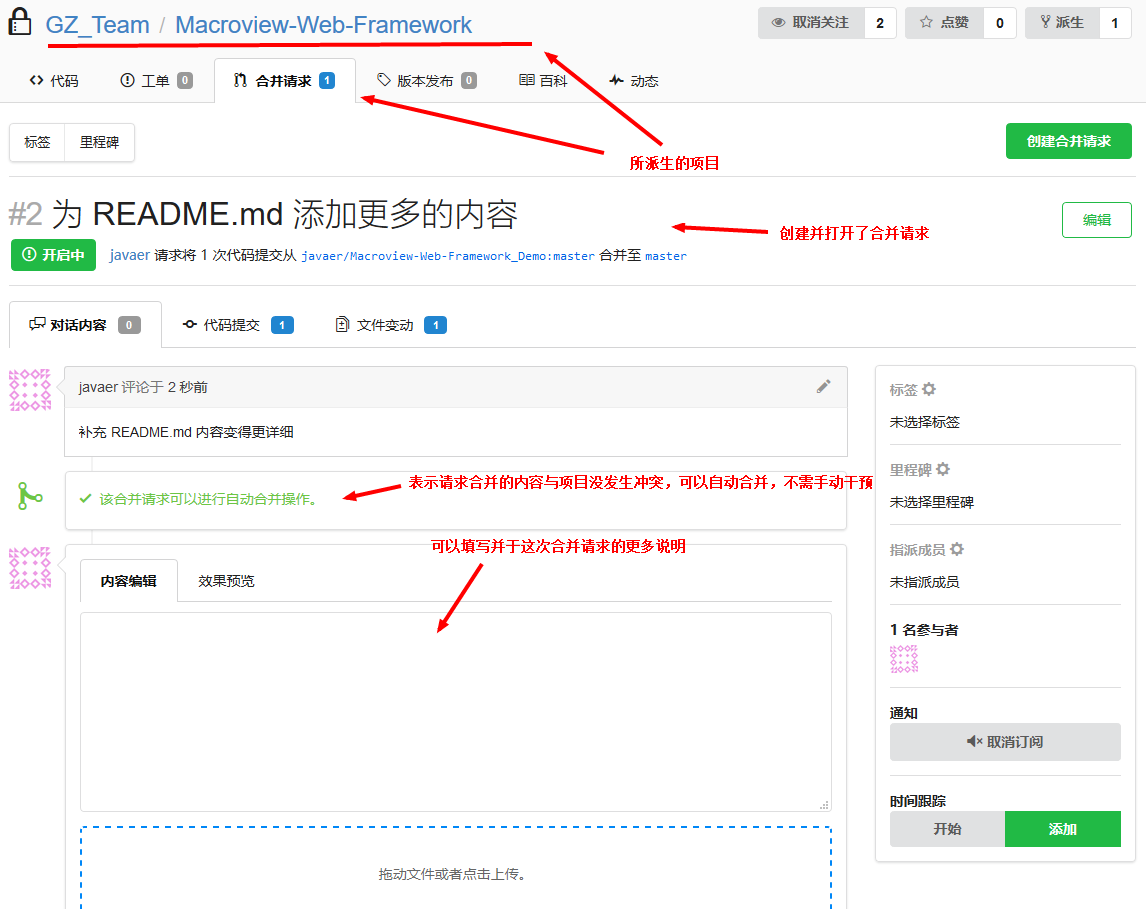 GZ_Team / Macroview-Web-Framework
取消关注 2 点赞 0 派生 1
代码 工单 0 合并请求 1 版本发布 0 百科 动态
标签 里程碑 创建合并请求
所派生的项目
#2 为 README.md 添加更多的内容 编辑
创建并打开了合并请求
开启中 javaer 请求将 1 次代码提交从 javaer/Macroview-Web-Framework_Demo:master 合并至 master
对话内容 0 代码提交 1 文件变动 1
javaer 评论于 2 秒前
补充 README.md 内容变得更详细
该合并请求可以进行自动合并操作。
表示请求合并的内容与项目没发生冲突，可以自动合并，不需手动干预
可以填写并于这次合并请求的更多说明
内容编辑 效果预览
拖动文件或者点击上传。
标签
未选择标签
里程碑
未选择里程碑
指派成员
未指派成员
1 名参与者
通知
取消订阅
时间跟踪
开始 添加